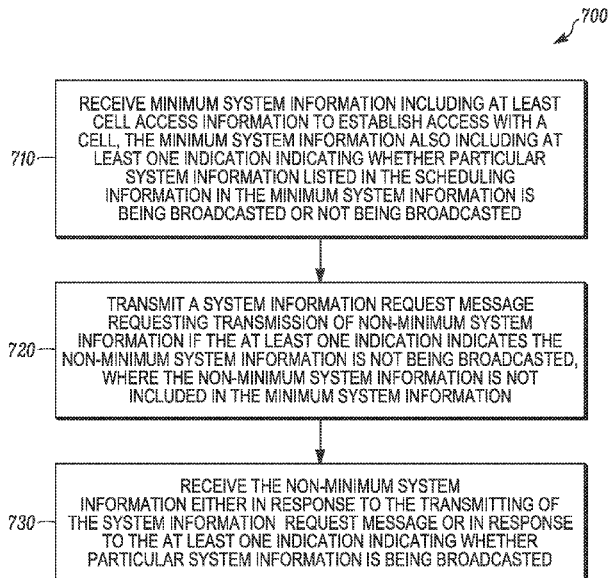 700
710
RECEIVE MINIMUM SYSTEM INFORMATION INCLUDING AT LEAST
CELL ACCESS INFORMATION TO ESTABLISH ACCESS WITH A
CELL, THE MINIMUM SYSTEM INFORMATION ALSO INCLUDING AT
LEAST ONE INDICATION INDICATING WHETHER PARTICULAR
SYSTEM INFORMATION LISTED IN THE SCHEDULING
INFORMATION IN THE MINIMUM SYSTEM INFORMATION IS
BEING BROADCASTED OR NOT BEING BROADCASTED
720
TRANSMIT A SYSTEM INFORMATION REQUEST MESSAGE
REQUESTING TRANSMISSION OF NON-MINIMUM SYSTEM
INFORMATION IF THE AT LEAST ONE INDICATION INDICATES THE
NON-MINIMUM SYSTEM INFORMATION IS NOT BEING BROADCASTED,
WHERE THE NON-MINIMUM SYSTEM INFORMATION IS NOT
INCLUDED IN THE MINIMUM SYSTEM INFORMATION
730
RECEIVE THE NON-MINIMUM SYSTEM
INFORMATION EITHER IN RESPONSE TO THE TRANSMITTING OF
THE SYSTEM INFORMATION REQUEST MESSAGE OR IN RESPONSE
TO THE AT LEAST ONE INDICATION INDICATING WHETHER
PARTICULAR SYSTEM INFORMATION IS BEING BROADCASTED